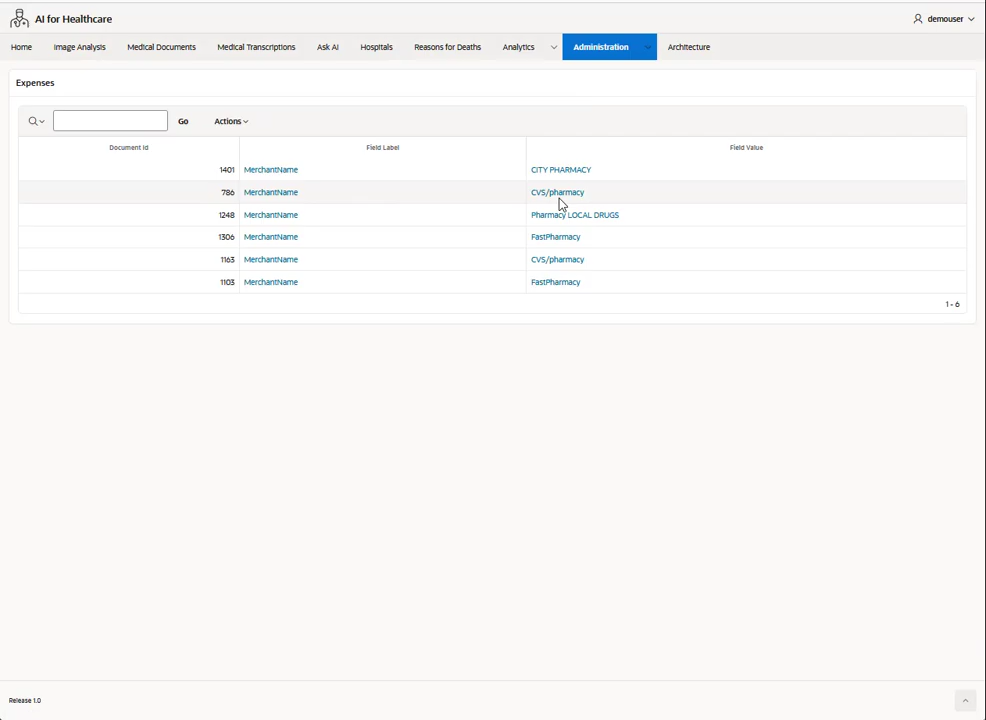 AI for Healthcare
demouser
Home Image Analysis Medical Documents Medical Transcriptions Ask AI Hospitals Reasons for Deaths Analytics Administration Architecture
Expenses
Go Actions
Document Id Field Label Field Value
1401 MerchantName CITY PHARMACY
786 MerchantName CVS/pharmacy
1248 MerchantName Pharmacy LOCAL DRUGS
1306 MerchantName FastPharmacy
1163 MerchantName CVS/pharmacy
1103 MerchantName FastPharmacy
1 - 6
Release 1.0